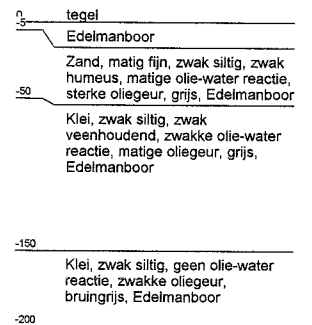 0 tegel
-5
Edelmanboor
Zand, matig fijn, zwak siltig, zwak
humeus, matige olie-water reactie,
-50 sterke oliegeur, grijs, Edelmanboor
Klei, zwak siltig, zwak
veenhoudend, zwakke olie-water
reactie, matige oliegeur, grijs,
Edelmanboor
-150
Klei, zwak siltig, geen olie-water
reactie, zwakke oliegeur,
bruingrijs, Edelmanboor
-200